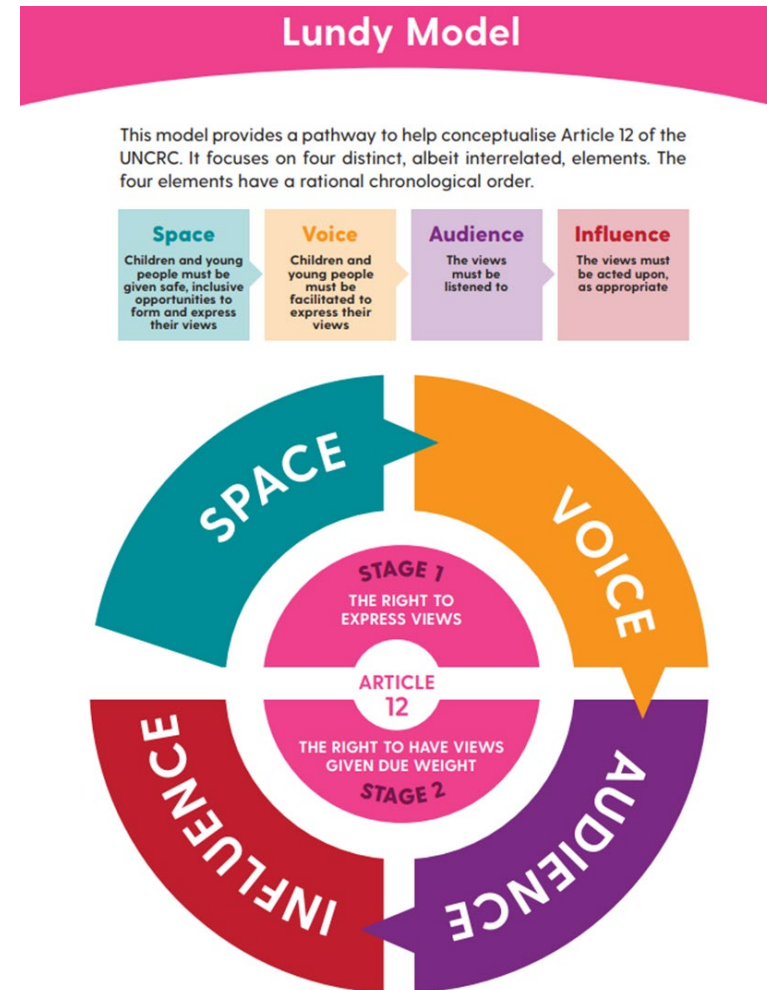 Lundy Model
This model provides a pathway to help conceptualise Article 12 of the
UNCRC. It focuses on four distinct, albeit interrelated, elements. The
four elements have a rational chronological order.
Space
Children and young
people must be
given safe, inclusive
opportunities to
form and express
their views
Voice
Children and
young people
must be
facilitated to
express their
views
Audience
The views
must be
listened to
Influence
The views must
be acted upon,
as appropriate
SPACE
VOICE
STAGE 1
THE RIGHT TO
EXPRESS VIEWS
ARTICLE
12
THE RIGHT TO HAVE VIEWS
GIVEN DUE WEIGHT
STAGE 2
INFLUENCE
AUDIENCE